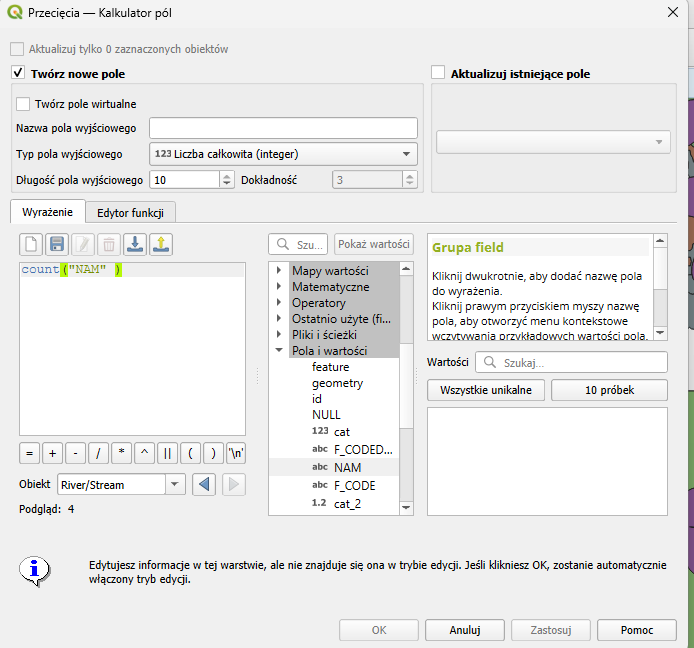 Przecięcia — Kalkulator pól
Aktualizuj tylko 0 zaznaczonych obiektów
Twórz nowe pole
Aktualizuj istniejące pole
Twórz pole wirtualne
Nazwa pola wyjściowego
Typ pola wyjściowego
123 Liczba całkowita (integer)
Długość pola wyjściowego 10 Dokładność 3
Wyrażenie Edytor funkcji
count("NAM" )
= + - / * ^ || ( ) '\n'
Obiekt River/Stream
Podgląd: 4
Szu... Pokaż wartości
Mapy wartości
Matematyczne
Operatory
Ostatnio użyte (fi...
Pliki i ścieżki
Pola i wartości
feature
geometry
id
NULL
123 cat
abc F_CODED...
abc NAM
abc F_CODE
1.2 cat_2
Grupa field
Kliknij dwukrotnie, aby dodać nazwę pola
do wyrażenia.
Kliknij prawym przyciskiem myszy nazwę
pola, aby otworzyć menu kontekstowe
wczytywania przykładowych wartości pola.
Wartości Szukaj...
Wszystkie unikalne 10 próbek
Edytujesz informacje w tej warstwie, ale nie znajduje się ona w trybie edycji. Jeśli klikniesz OK, zostanie automatycznie
włączony tryb edycji.
OK Anuluj Zastosuj Pomoc